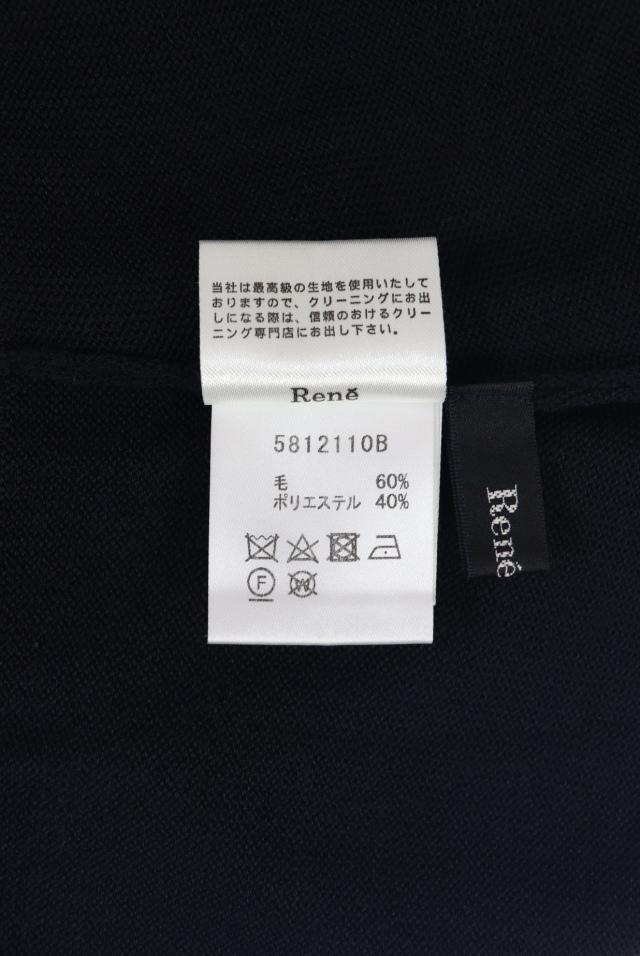 当社は最高級の生地を使用いたして
おりますので、クリーニングにお出
しになる際は、信頼のおけるクリー
ニング専門店にお出し下さい。
René
5812110B
毛 60%
ポリエステル 40%
F
W
René